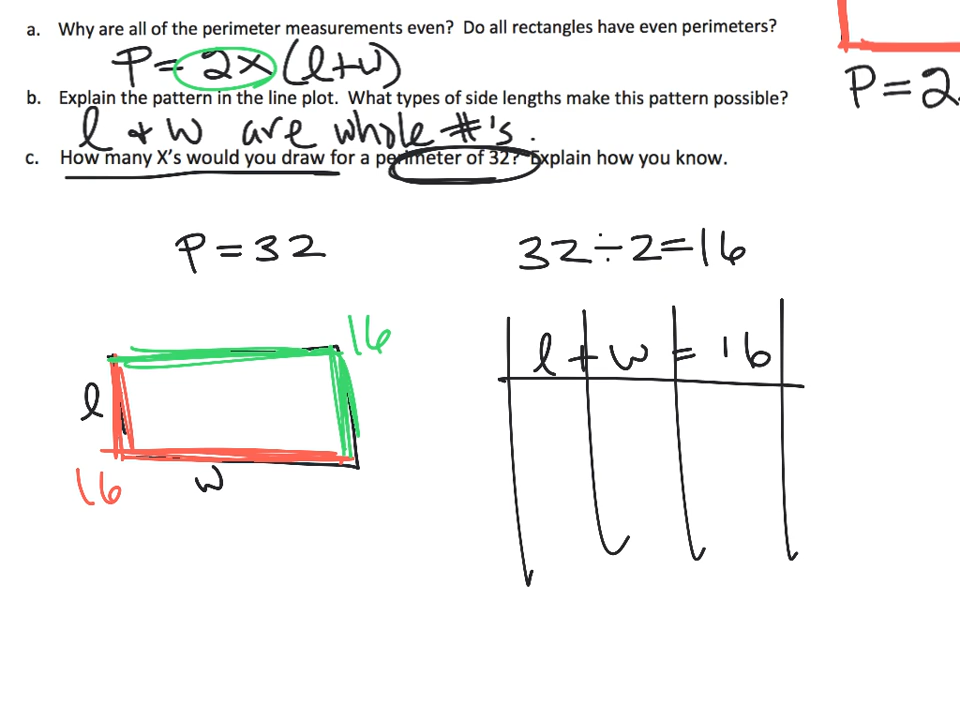 a. Why are all of the perimeter measurements even? Do all rectangles have even perimeters?
P = 2 x (l + w)
b. Explain the pattern in the line plot. What types of side lengths make this pattern possible?
P = 2
l & w are whole #'s.
c. How many X's would you draw for a perimeter of 32? Explain how you know.
P = 32
32 ÷ 2 = 16
16
l + w = 16
l
16
w